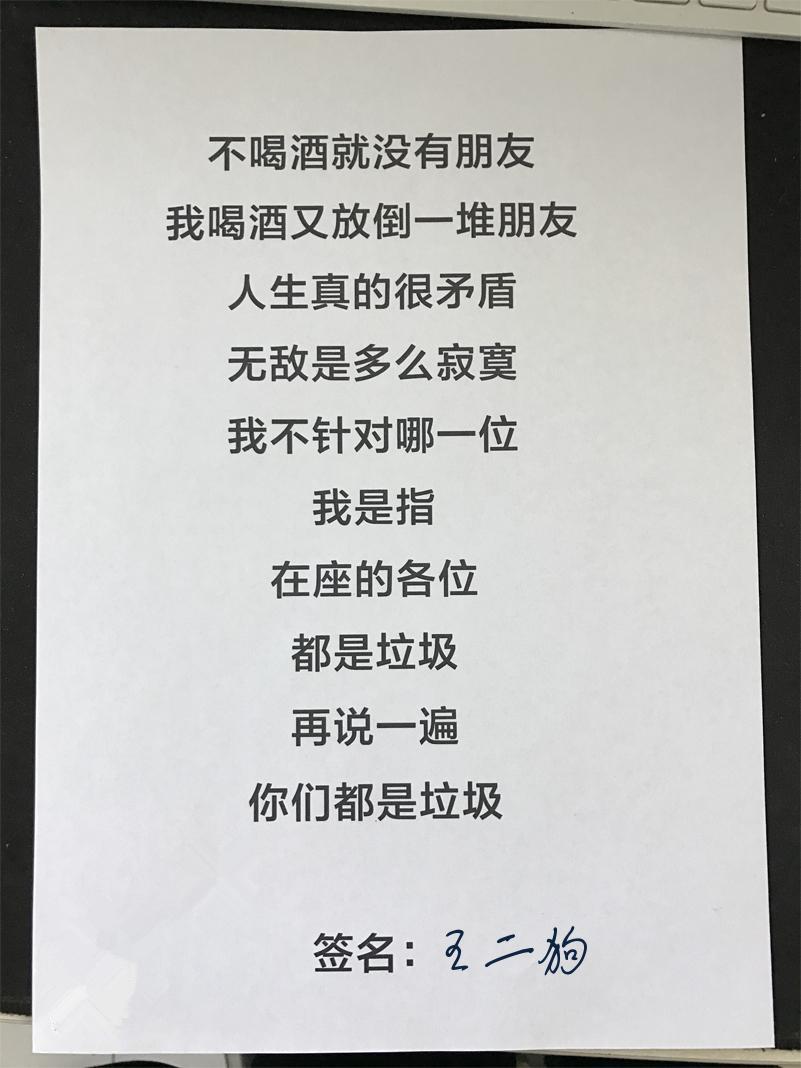 不喝酒就没有朋友
我喝酒又放倒一堆朋友
人生真的很矛盾
无敌是多么寂寞
我不针对哪一位
我是指
在座的各位
都是垃圾
再说一遍
你们都是垃圾
签名：王二狗